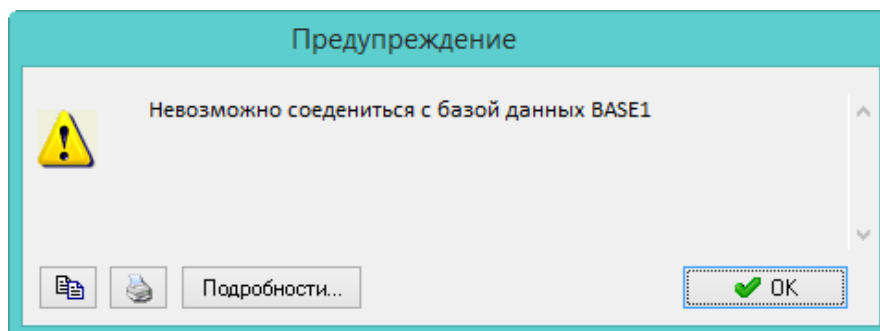 Предупреждение
Невозможно соедениться с базой данных BASE1
Подробности...
OK